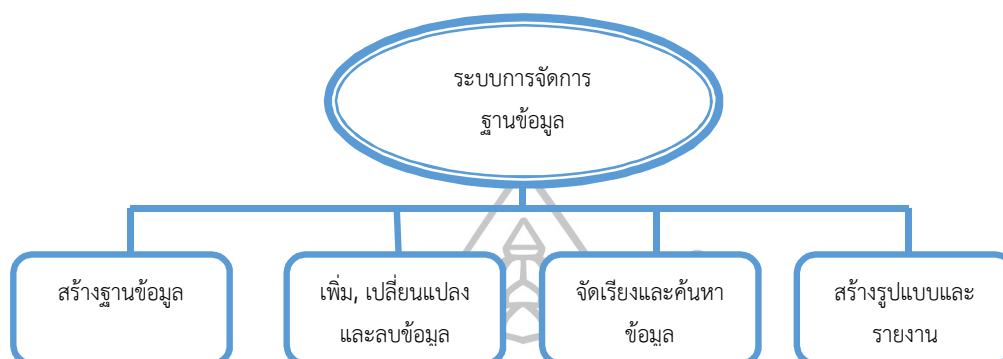 ระบบการจัดการ
ฐานข้อมูล
สร้างฐานข้อมูล
เพิ่ม, เปลี่ยนแปลง
และลบข้อมูล
จัดเรียงและค้นหา
ข้อมูล
สร้างรูปแบบและ
รายงาน